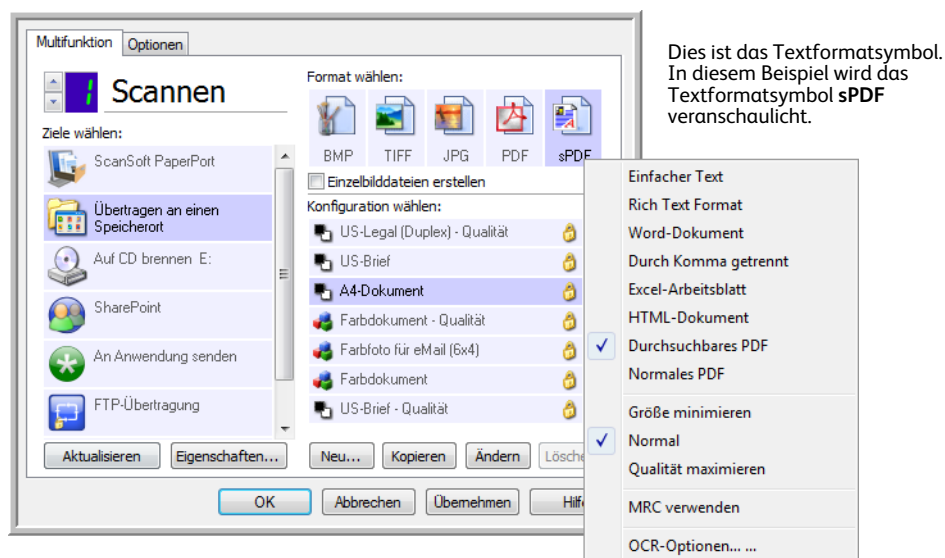 Multifunktion
Optionen
1
Scannen
Ziele wählen:
ScanSoft PaperPort
Übertragen an einen
Speicherort
Auf CD brennen E:
SharePoint
An Anwendung senden
FTP-Übertragung
Aktualisieren
Eigenschaften...
Format wählen:
BMP
TIFF
JPG
PDF
sPDF
Einzelbilddateien erstellen
Konfiguration wählen:
US-Legal (Duplex) - Qualität
US-Brief
A4-Dokument
Farbdokument - Qualität
Farbfoto für eMail (6x4)
Farbdokument
US-Brief - Qualität
Neu...
Kopieren
Ändern
Lösche
OK
Abbrechen
Übernehmen
Hilf
Dies ist das Textformatsymbol.
In diesem Beispiel wird das
Textformatsymbol sPDF
veranschaulicht.
Einfacher Text
Rich Text Format
Word-Dokument
Durch Komma getrennt
Excel-Arbeitsblatt
HTML-Dokument
Durchsuchbares PDF
Normales PDF
Größe minimieren
Normal
Qualität maximieren
MRC verwenden
OCR-Optionen... ...